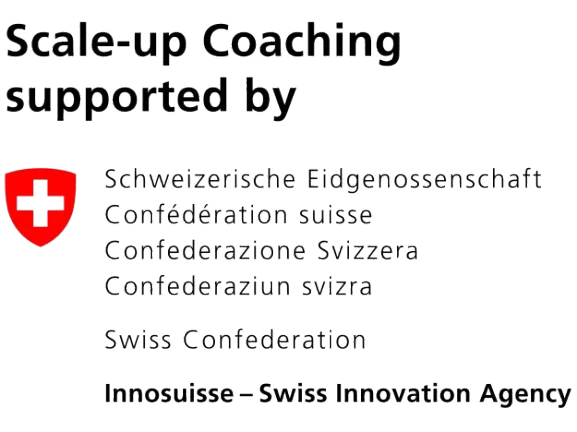 Scale-up Coaching
supported by
Schweizerische Eidgenossenschaft
Confédération suisse
Confederazione Svizzera
Confederaziun svizra
Swiss Confederation
Innosuisse – Swiss Innovation Agency